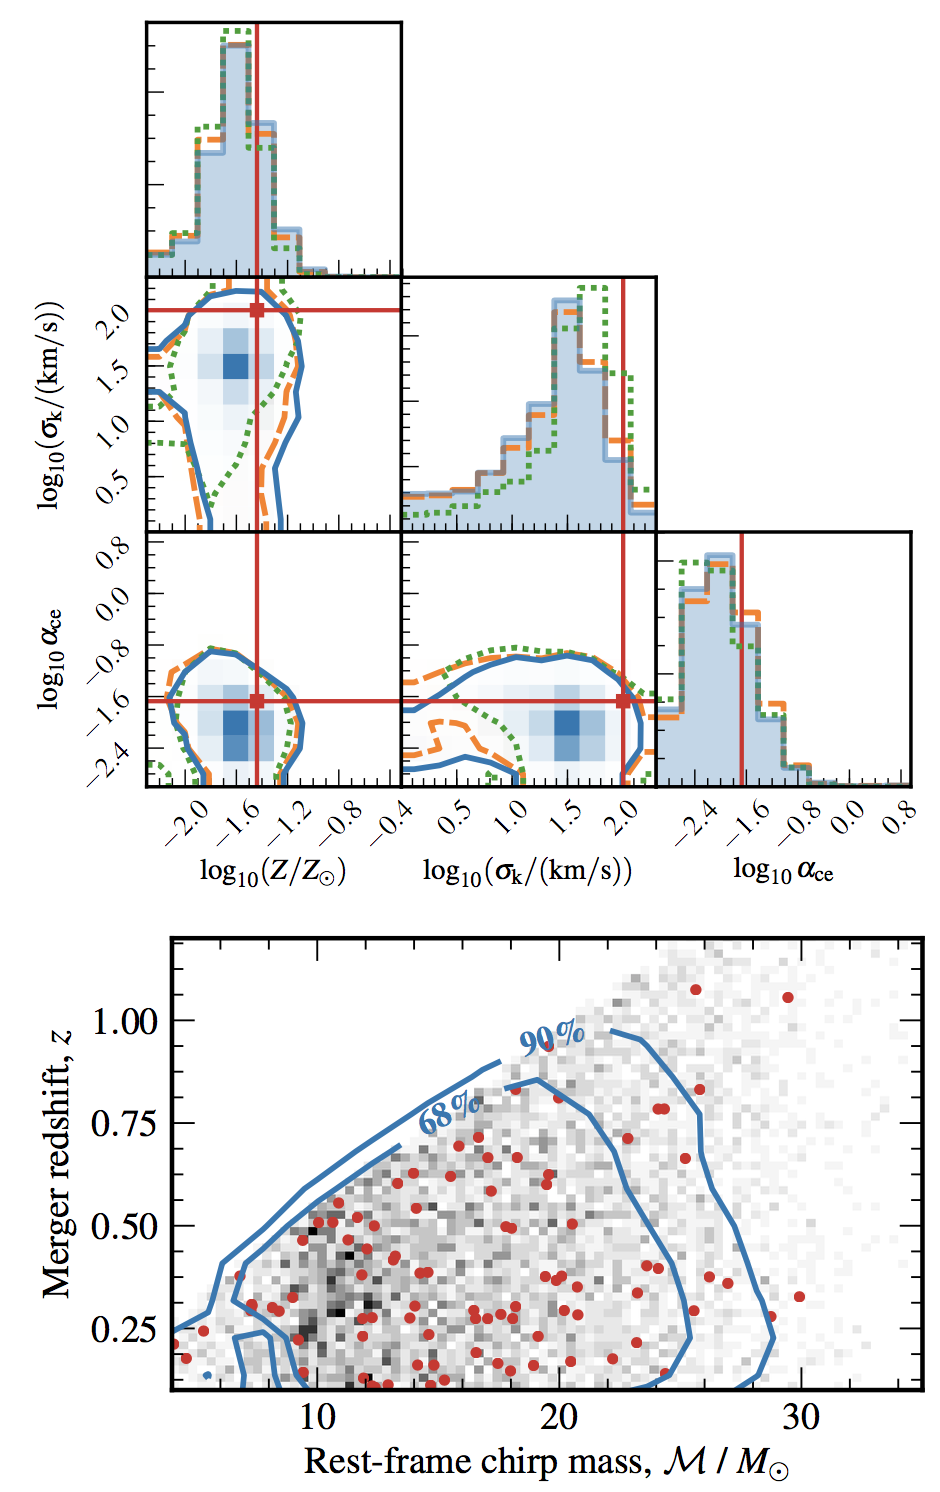 log₁₀(σₖ/(km/s))
2.0
1.5
1.0
0.5
log₁₀ α_ce
0.8
0.0
−0.8
−1.6
−2.4
−2.0 −1.6 −1.2 −0.8 −0.4 0.5 1.0 1.5 2.0 −2.4 −1.6 −0.8 0.0 0.8
log₁₀(Z/Z⊙) log₁₀(σₖ/(km/s)) log₁₀ α_ce
Merger redshift, z
1.00
0.75
0.50
0.25
90%
68%
10 20 30
Rest-frame chirp mass, ℳ / M⊙